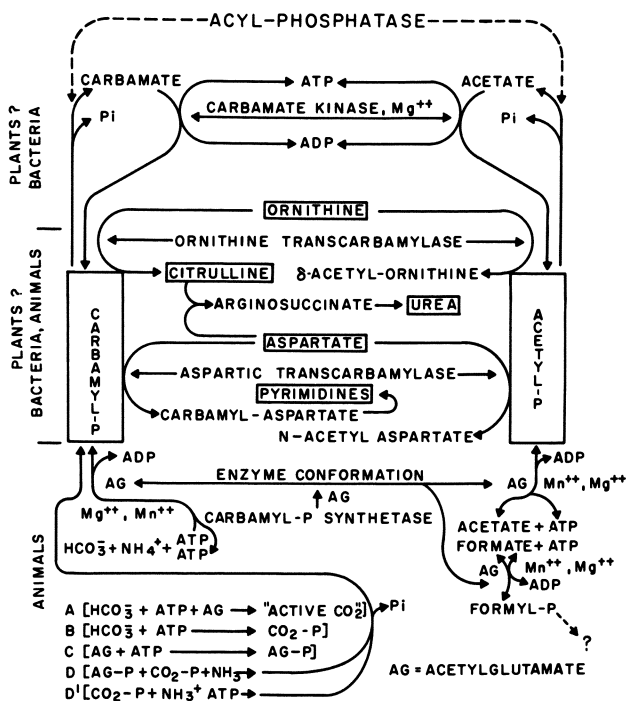 ACYL-PHOSPHATASE
CARBAMATE ATP ACETATE
Pi CARBAMATE KINASE, Mg++ Pi
ADP
PLANTS ?
BACTERIA
ORNITHINE
ORNITHINE TRANSCARBAMYLASE
CITRULLINE δ-ACETYL-ORNITHINE
ARGINOSUCCINATE UREA
ASPARTATE
ASPARTIC TRANSCARBAMYLASE
PYRIMIDINES
CARBAMYL-ASPARTATE
N-ACETYL ASPARTATE
CARBAMYL-P
ACETYL-P
PLANTS ?
BACTERIA, ANIMALS
ADP ADP
AG ENZYME CONFORMATION AG Mn++, Mg++
AG
Mg++, Mn++ CARBAMYL-P SYNTHETASE
ACETATE + ATP
HCO3̄ + NH4+ + ATP
ATP
FORMATE + ATP
AG Mn++, Mg++
ADP
FORMYL-P
?
ANIMALS
A [HCO3̄ + ATP + AG → "ACTIVE CO2"] Pi
B [HCO3̄ + ATP → CO2-P]
C [AG + ATP → AG-P]
D [AG-P + CO2-P + NH3 →
D' [CO2-P + NH3+ ATP →
AG = ACETYLGLUTAMATE